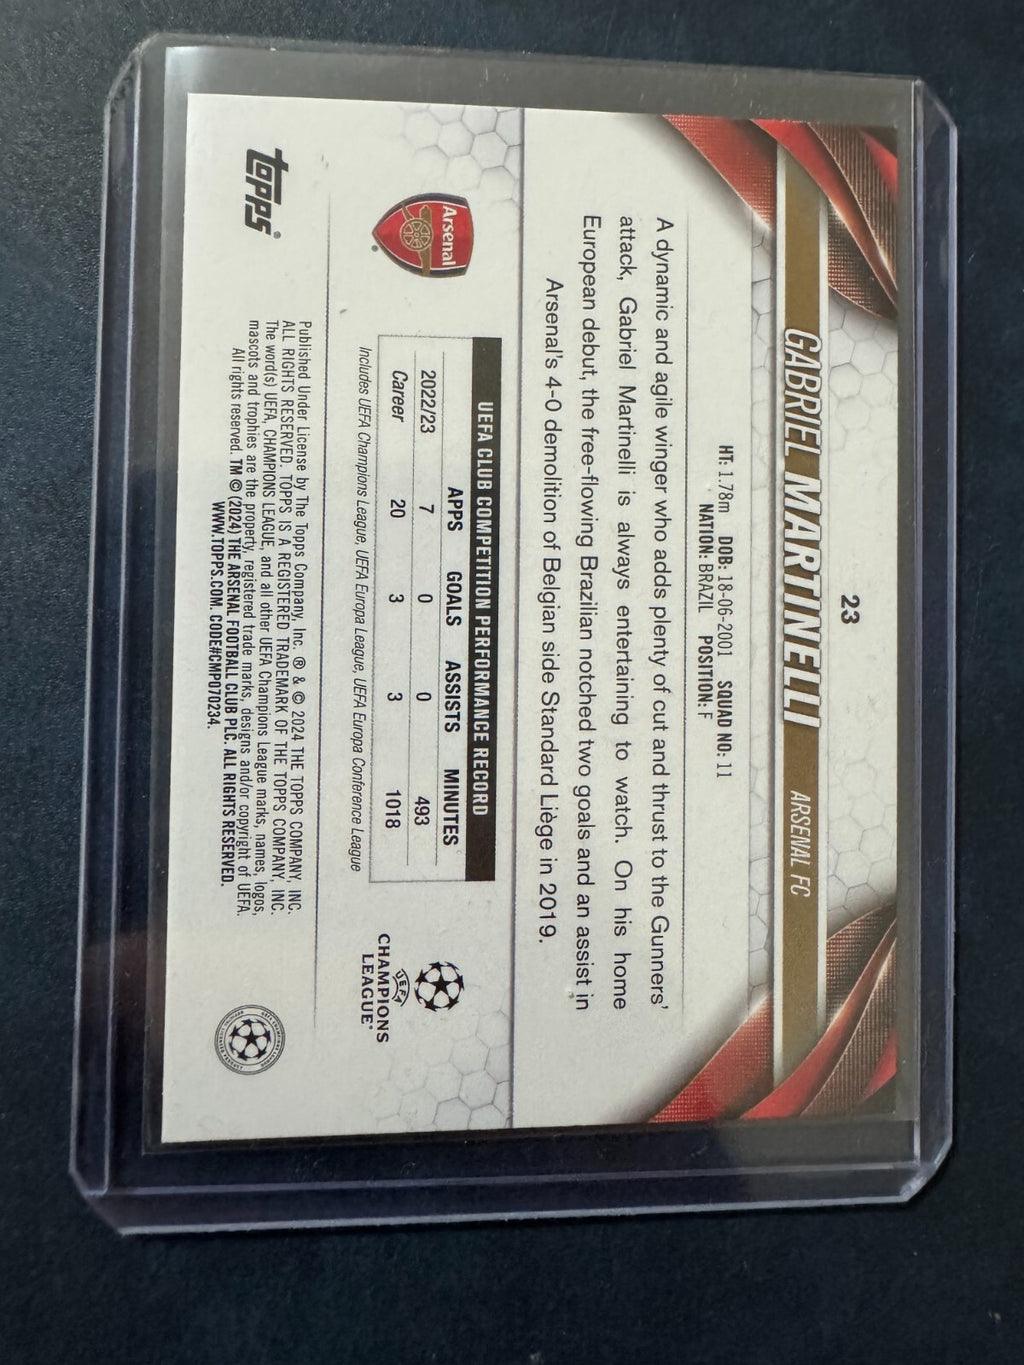 23
GABRIEL MARTINELLI ARSENAL FC
HT: 1.78m DOB: 18-06-2001 SQUAD NO: 11
NATION: BRAZIL POSITION: F
A dynamic and agile winger who adds plenty of cut and thrust to the Gunners'
attack, Gabriel Martinelli is always entertaining to watch. On his home
European debut, the free-flowing Brazilian notched two goals and an assist in
Arsenal's 4-0 demolition of Belgian side Standard Liège in 2019.
Arsenal
UEFA CLUB COMPETITION PERFORMANCE RECORD
APPS GOALS ASSISTS MINUTES
2022/23 7 0 0 493
Career 20 3 3 1018
Includes UEFA Champions League, UEFA Europa League, UEFA Europa Conference League
UEFA
CHAMPIONS
LEAGUE®
topps®
Published Under License by The Topps Company, Inc. ® & © 2024 THE TOPPS COMPANY, INC.
ALL RIGHTS RESERVED. TOPPS IS A REGISTERED TRADEMARK OF THE TOPPS COMPANY, INC.
The word(s) UEFA, CHAMPIONS LEAGUE, and all other UEFA Champions League marks, names, logos,
mascots and trophies are the property, registered trade marks, designs and/or copyright of UEFA.
All rights reserved. TM © (2024) THE ARSENAL FOOTBALL CLUB PLC. ALL RIGHTS RESERVED.
WWW.TOPPS.COM. CODE#CMP070234.